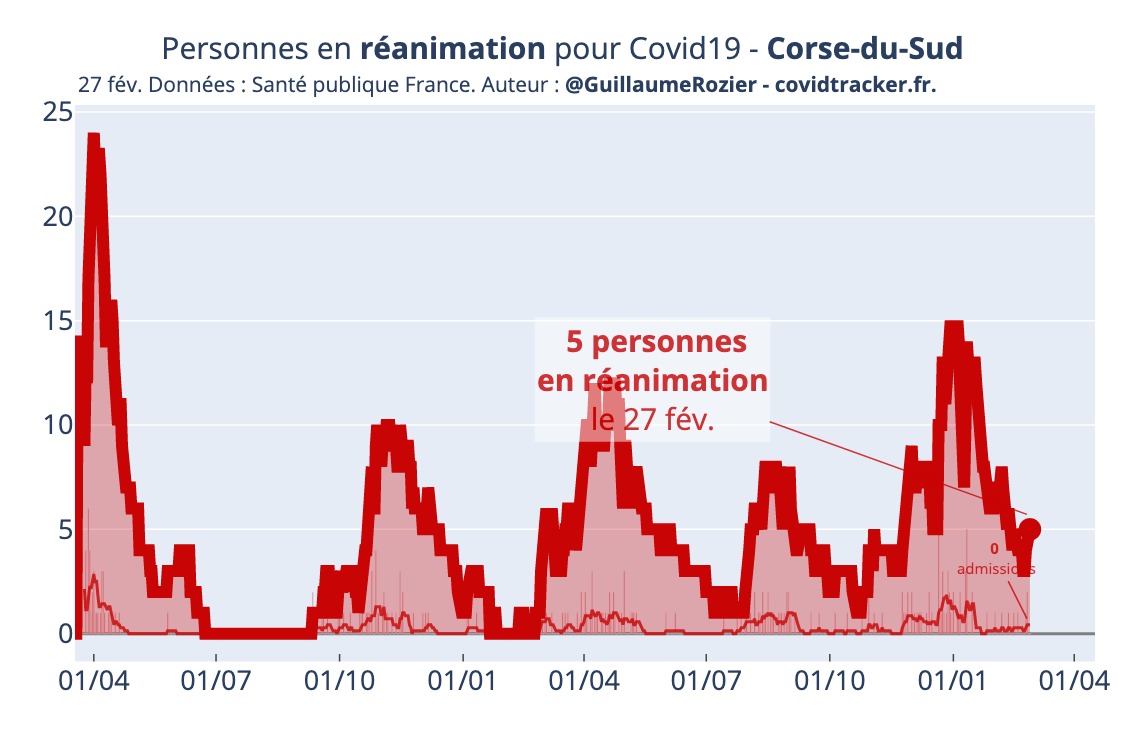 Personnes en réanimation pour Covid19 - Corse-du-Sud
27 fév. Données : Santé publique France. Auteur : @GuillaumeRozier - covidtracker.fr.
25
20
15
10
5
0
5 personnes
en réanimation
le 27 fév.
0
admissions
01/04
01/07
01/10
01/01
01/04
01/07
01/10
01/01
01/04